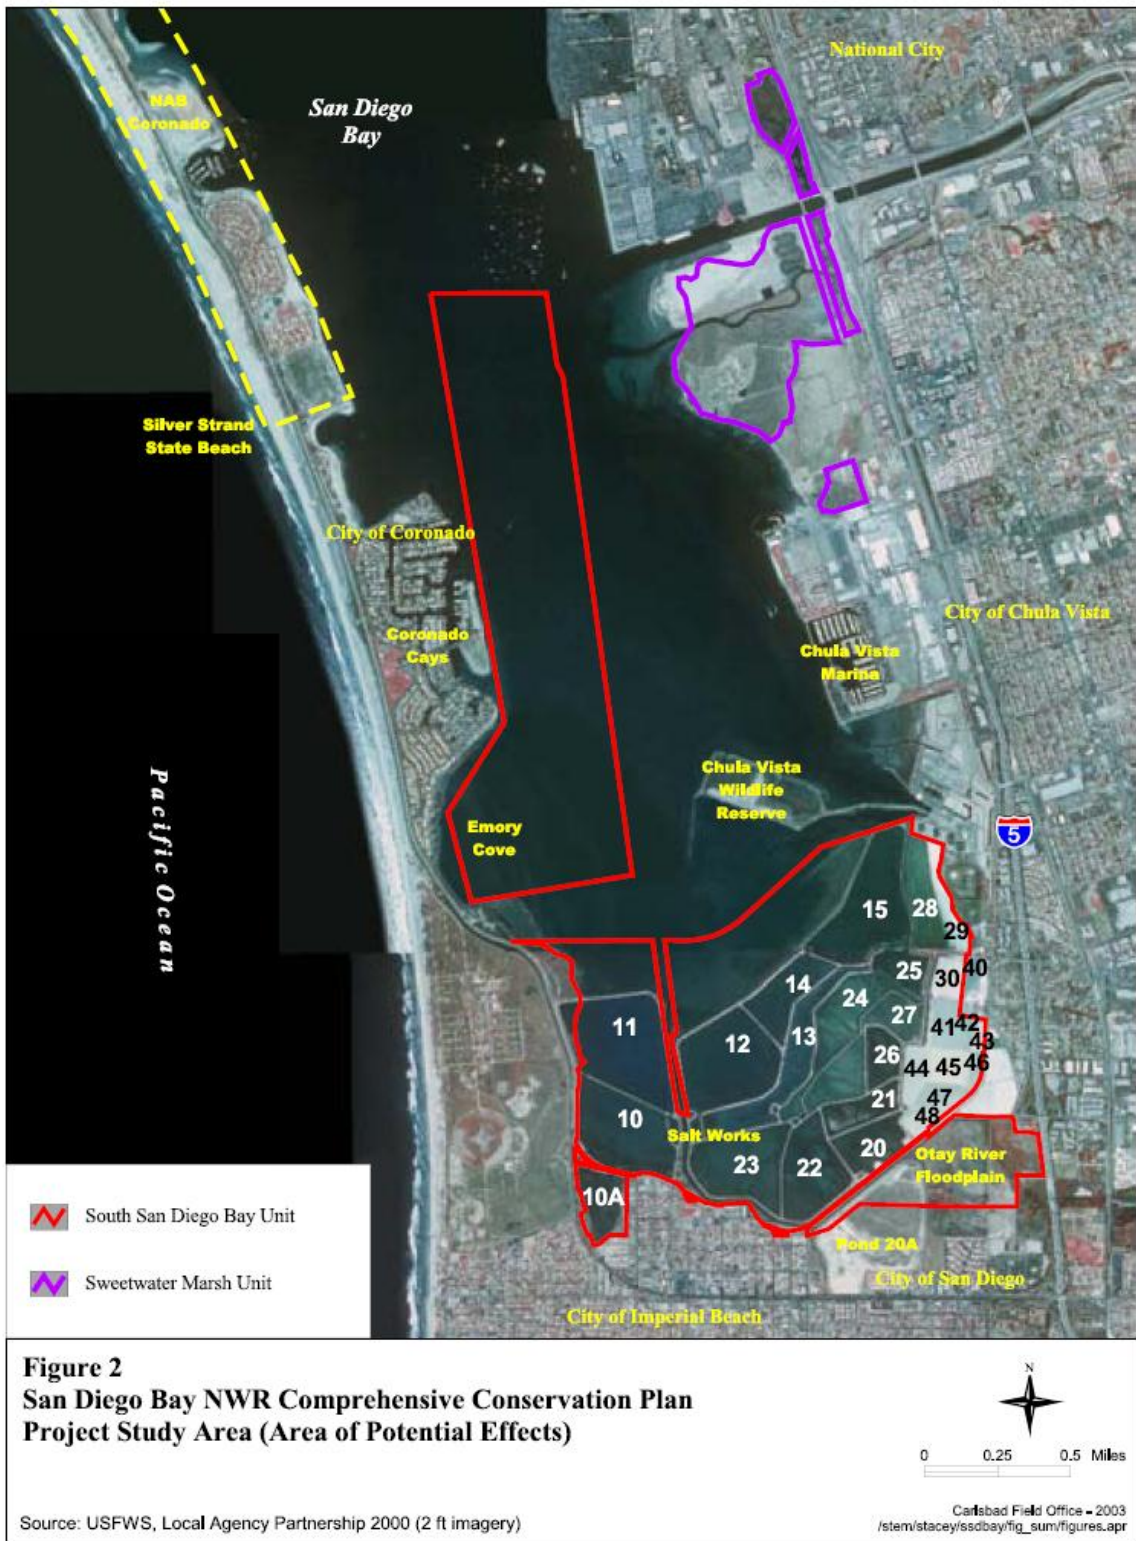 National City
NAB
Coronado
San Diego
Bay
Silver Strand
State Beach
City of Coronado
City of Chula Vista
Coronado
Cays
Chula Vista
Marina
Pacific Ocean
Chula Vista
Wildlife
Reserve
Emory
Cove
5
15
28
29
25
40
30
14
24
11
27
41
42
13
12
43
26
44
45
46
21
47
10
48
Salt Works
20
Otay River
Floodplain
23
22
10A
Pond 20A
City of San Diego
City of Imperial Beach
South San Diego Bay Unit
Sweetwater Marsh Unit
Figure 2
San Diego Bay NWR Comprehensive Conservation Plan
Project Study Area (Area of Potential Effects)
N
0 0.25 0.5 Miles
Source: USFWS, Local Agency Partnership 2000 (2 ft imagery)
Carlsbad Field Office - 2003
/stem/stacey/ssdbay/fig_sum/figures.apr